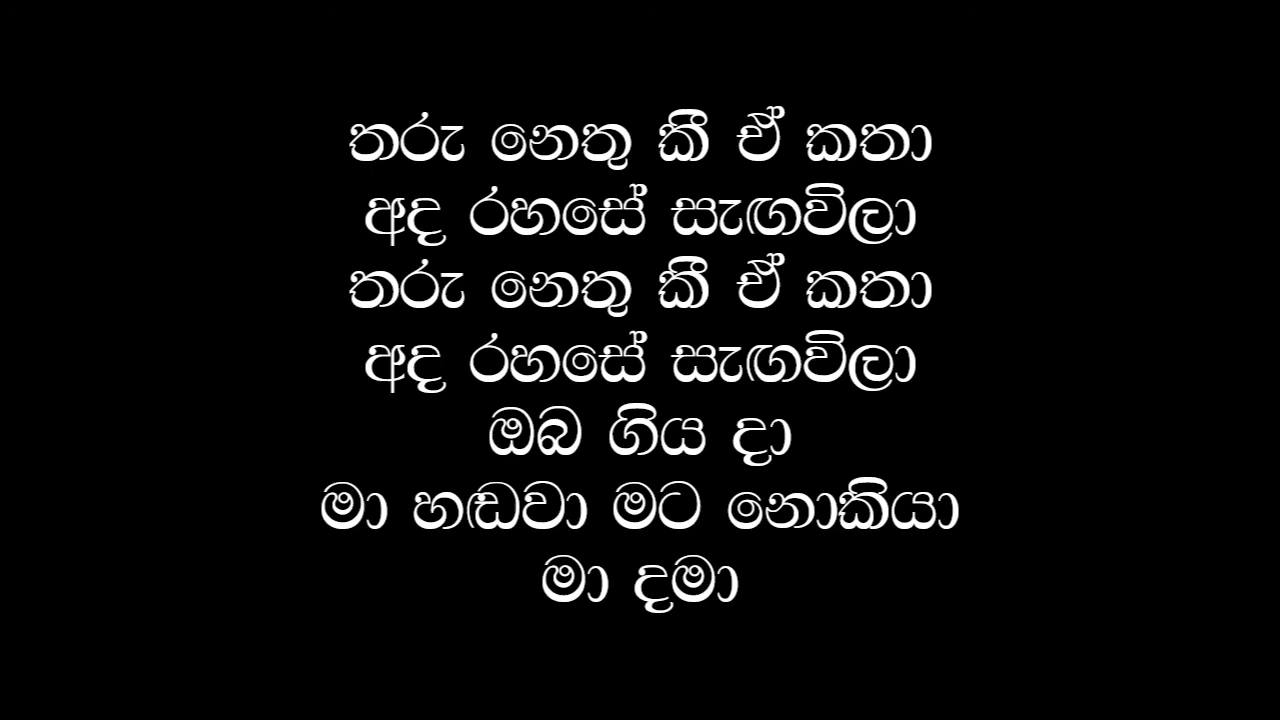 තරු නෙතු කී ඒ කතා
අද රහසේ සැඟවිලා
තරු නෙතු කී ඒ කතා
අද රහසේ සැඟවිලා
ඔබ ගිය දා
මා හඬවා මට නොකියා
මා දමා